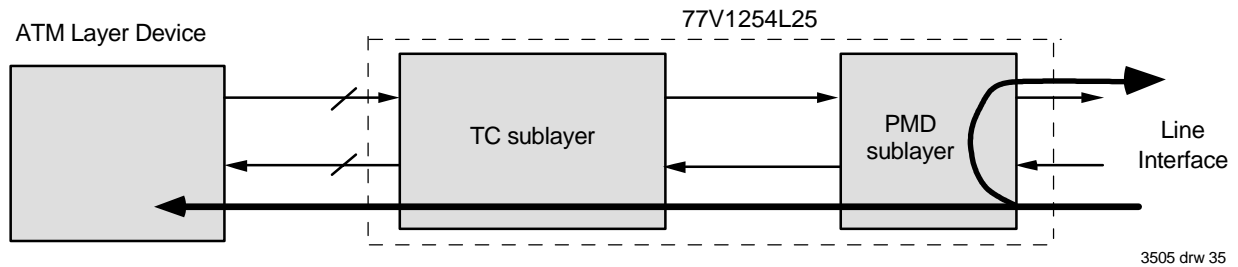 77V1254L25
ATM Layer Device
TC sublayer
PMD
sublayer
Line
Interface
3505 drw 35